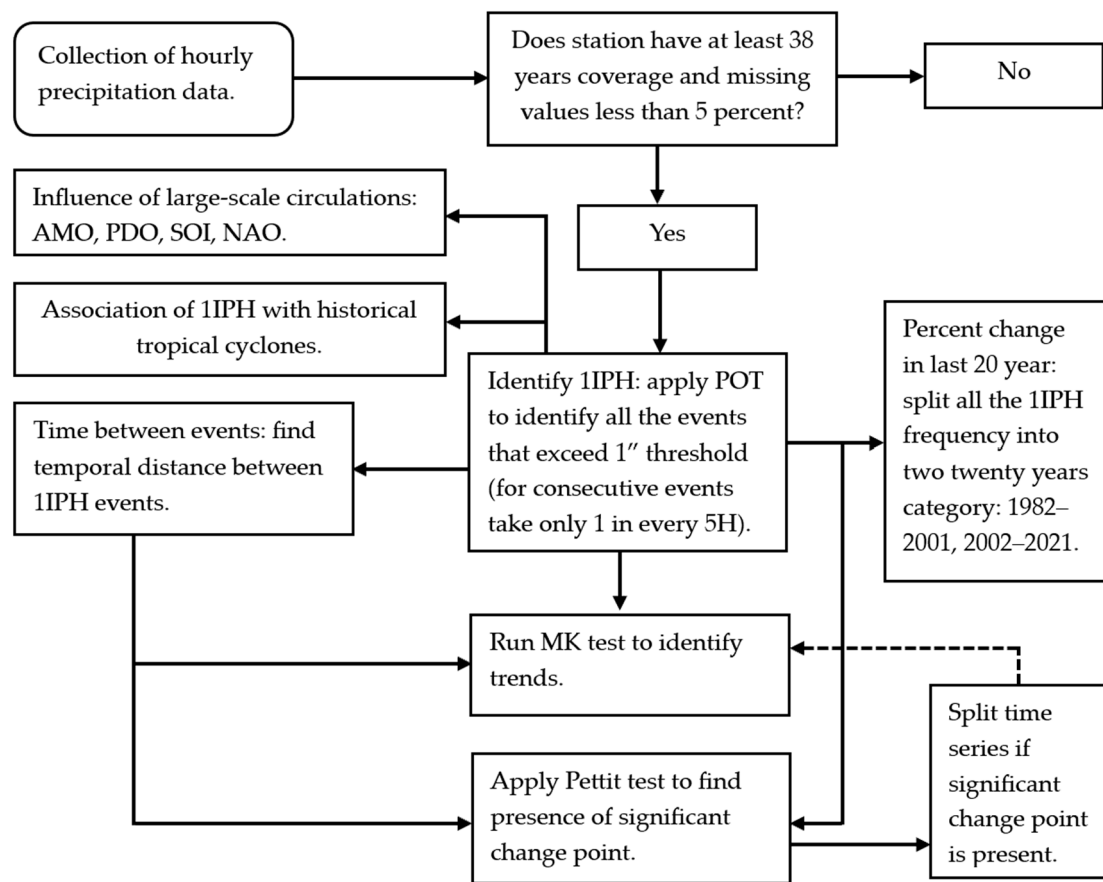 Collection of hourly
precipitation data.
Does station have at least 38
years coverage and missing
values less than 5 percent?
No
Influence of large-scale circulations:
AMO, PDO, SOI, NAO.
Yes
Association of 1IPH with historical
tropical cyclones.
Percent change
in last 20 year:
split all the 1IPH
frequency into
two twenty years
category: 1982–
2001, 2002–2021.
Identify 1IPH: apply POT
to identify all the events
that exceed 1″ threshold
(for consecutive events
take only 1 in every 5H).
Time between events: find
temporal distance between
1IPH events.
Run MK test to identify
trends.
Split time
series if
significant
change point
is present.
Apply Pettit test to find
presence of significant
change point.